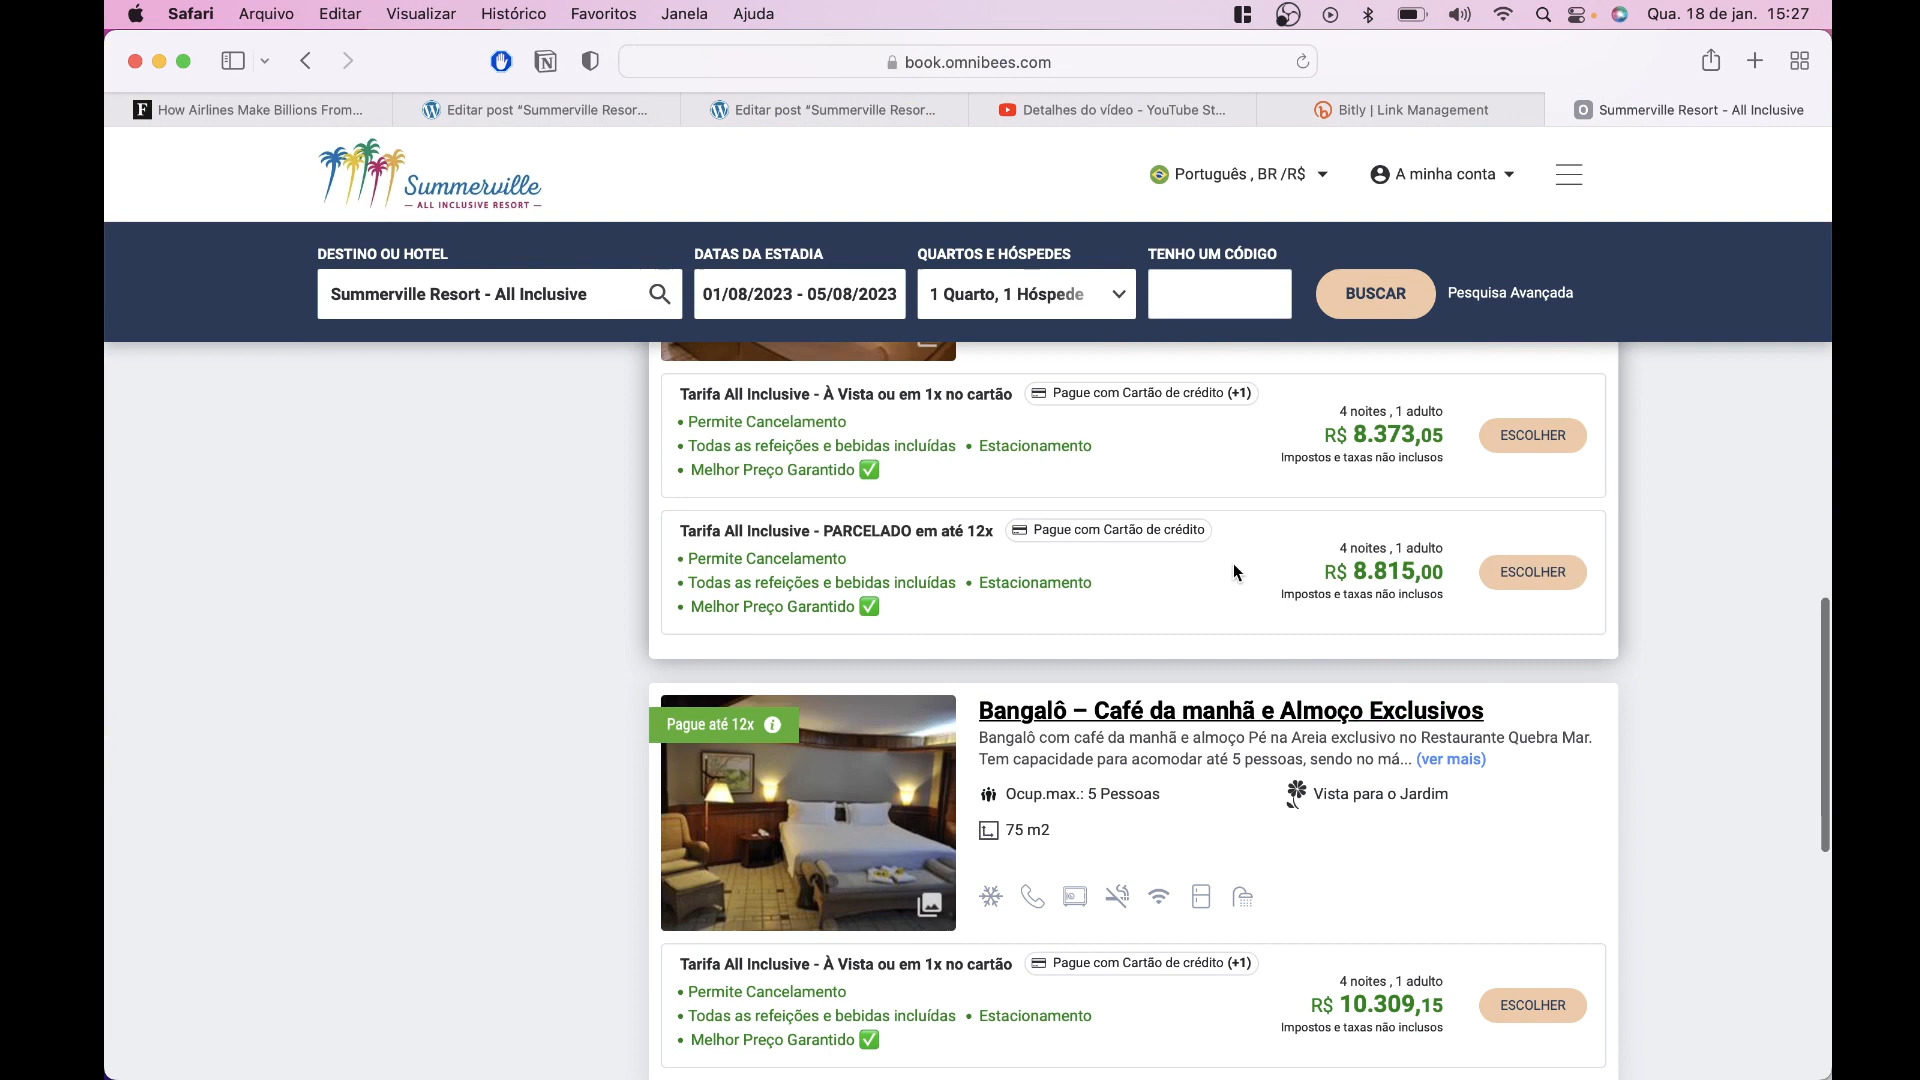 Safari Arquivo Editar Visualizar Histórico Favoritos Janela Ajuda Qua. 18 de jan. 15:27
book.omnibees.com
How Airlines Make Billions From... Editar post “Summerville Resor... Editar post “Summerville Resor... Detalhes do vídeo - YouTube St... Bitly | Link Management Summerville Resort - All Inclusive
Summerville
ALL INCLUSIVE RESORT
Português , BR /R$ A minha conta
DESTINO OU HOTEL DATAS DA ESTADIA QUARTOS E HÓSPEDES TENHO UM CÓDIGO
Summerville Resort - All Inclusive 01/08/2023 - 05/08/2023 1 Quarto, 1 Hóspede BUSCAR Pesquisa Avançada
Tarifa All Inclusive - À Vista ou em 1x no cartão Pague com Cartão de crédito (+1)
• Permite Cancelamento
• Todas as refeições e bebidas incluídas • Estacionamento
• Melhor Preço Garantido ✅
4 noites , 1 adulto
R$ 8.373,05
Impostos e taxas não inclusos
ESCOLHER
Tarifa All Inclusive - PARCELADO em até 12x Pague com Cartão de crédito
• Permite Cancelamento
• Todas as refeições e bebidas incluídas • Estacionamento
• Melhor Preço Garantido ✅
4 noites , 1 adulto
R$ 8.815,00
Impostos e taxas não inclusos
ESCOLHER
Pague até 12x
Bangalô – Café da manhã e Almoço Exclusivos
Bangalô com café da manhã e almoço Pé na Areia exclusivo no Restaurante Quebra Mar.
Tem capacidade para acomodar até 5 pessoas, sendo no má... (ver mais)
Ocup.max.: 5 Pessoas Vista para o Jardim
75 m2
Tarifa All Inclusive - À Vista ou em 1x no cartão Pague com Cartão de crédito (+1)
• Permite Cancelamento
• Todas as refeições e bebidas incluídas • Estacionamento
• Melhor Preço Garantido ✅
4 noites , 1 adulto
R$ 10.309,15
Impostos e taxas não inclusos
ESCOLHER